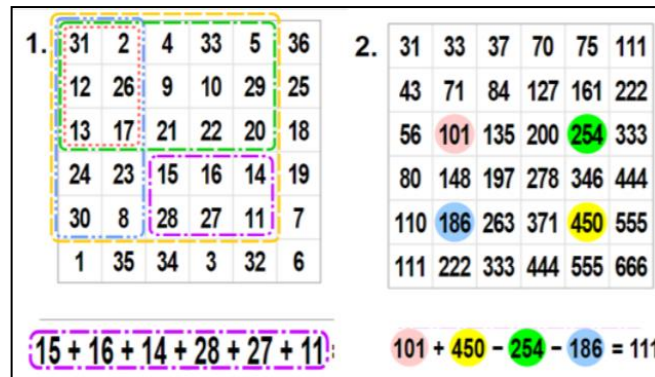 1.
31 2 4 33 5 36
12 26 9 10 29 25
13 17 21 22 20 18
24 23 15 16 14 19
30 8 28 27 11 7
1 35 34 3 32 6
15 + 16 + 14 + 28 + 27 + 11 :
2.
31 33 37 70 75 111
43 71 84 127 161 222
56 101 135 200 254 333
80 148 197 278 346 444
110 186 263 371 450 555
111 222 333 444 555 666
101 + 450 − 254 − 186 = 111